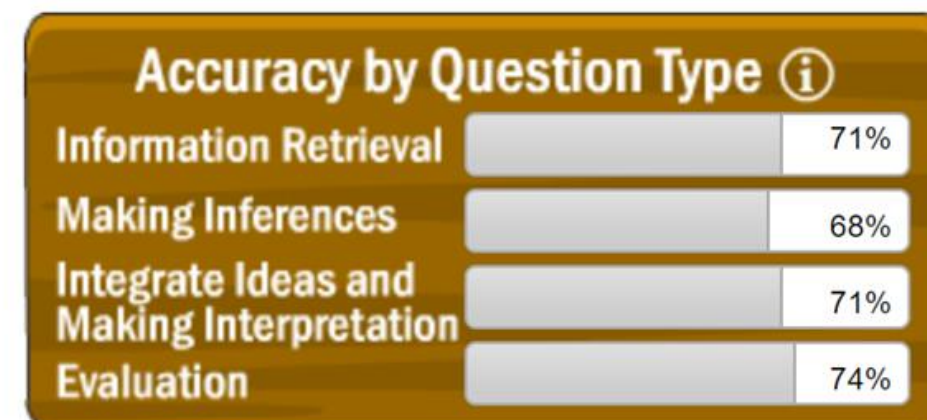 Accuracy by Question Type ⓘ
Information Retrieval 71%
Making Inferences 68%
Integrate Ideas and
Making Interpretation 71%
Evaluation 74%